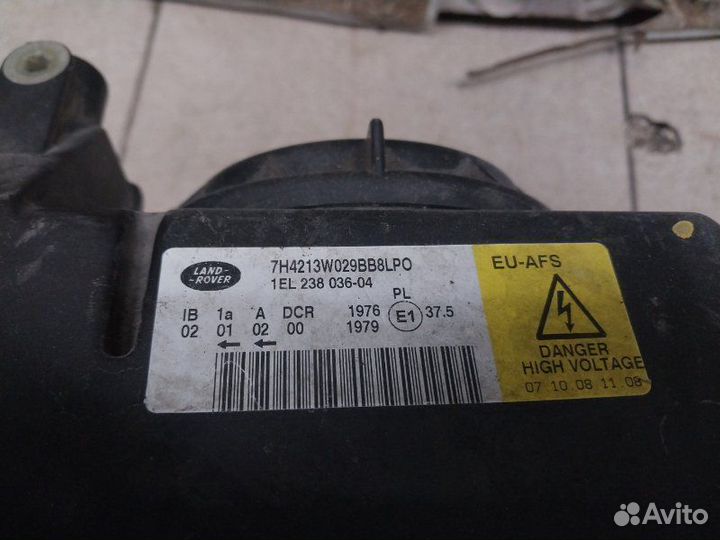 LAND-
ROVER
7H4213W029BB8LPO
1EL 238 036-04
PL
IB 1a A DCR 1976 E1 37.5
02 01 02 00 1979
EU-AFS
DANGER
HIGH VOLTAGE
07.10.08 11.08
Avito